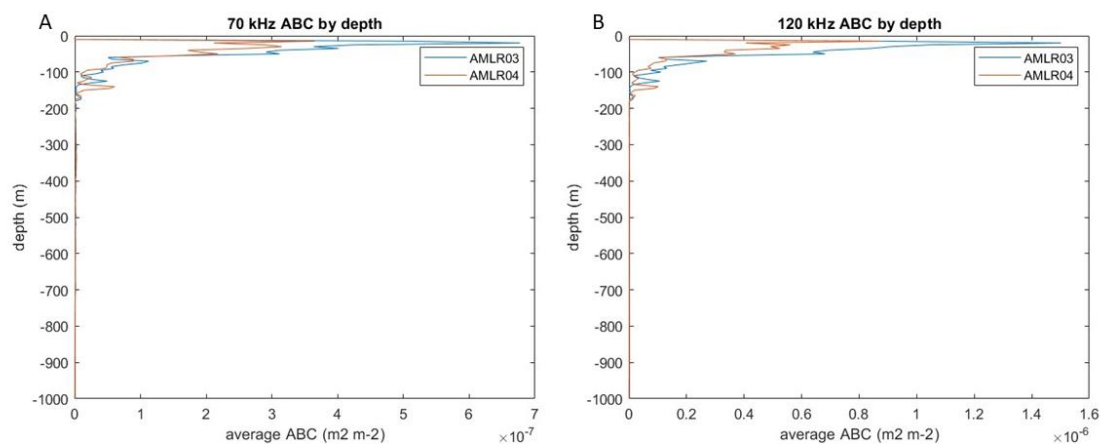 A
70 kHz ABC by depth
0
-100
-200
-300
-400
-500
-600
-700
-800
-900
-1000
depth (m)
AMLR03
AMLR04
0 1 2 3 4 5 6 7
average ABC (m2 m-2)
×10-7
B
120 kHz ABC by depth
0
-100
-200
-300
-400
-500
-600
-700
-800
-900
-1000
depth (m)
AMLR03
AMLR04
0 0.2 0.4 0.6 0.8 1 1.2 1.4 1.6
average ABC (m2 m-2)
×10-6